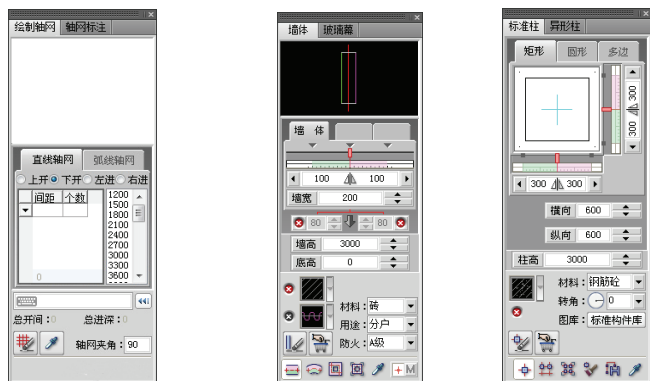 绘制轴网 轴网标注
直线轴网 弧线轴网
上开 下开 左进 右进
间距 个数
1200
1500
1800
2100
2400
2700
3000
3300
3600
0
总开间：0 总进深：0
轴网夹角：90
墙体 玻璃幕
墙 体
100 100
墙宽 200
80 80
墙高 3000
底高 0
材料：砖
用途：分户
防火：A级
M
标准柱 异形柱
矩形 圆形 多边
300
300
300 300
横向 600
纵向 600
柱高 3000
材料：钢筋砼
转角：0
图库：标准构件库